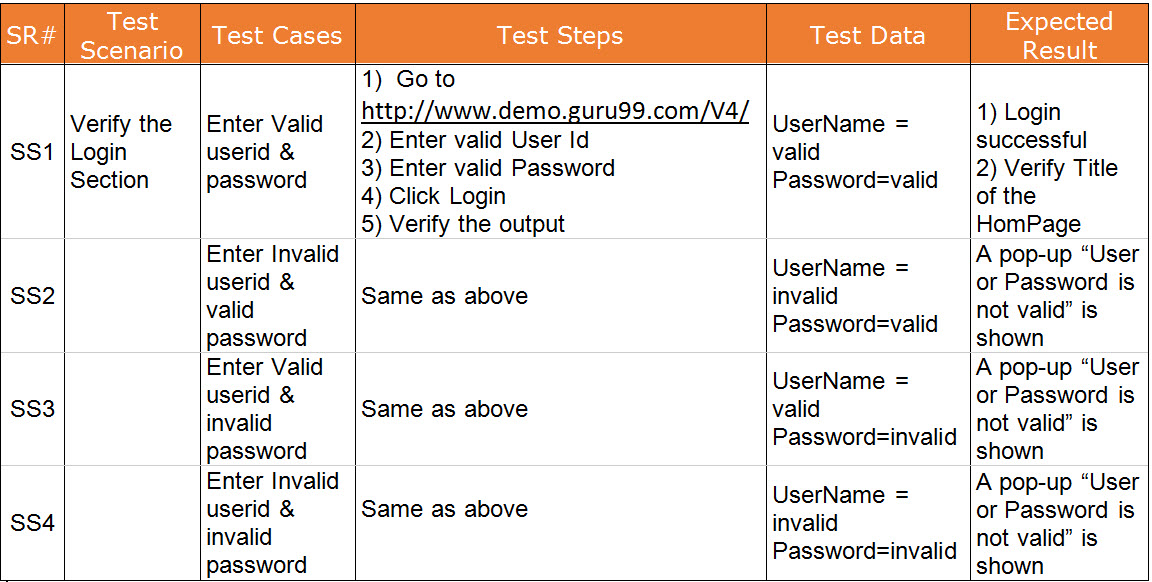 SR#
Test
Scenario
Test Cases
Test Steps
Test Data
Expected
Result
SS1
Verify the
Login
Section
Enter Valid
userid &
password
1)  Go to
http://www.demo.guru99.com/V4/
2) Enter valid User Id
3) Enter valid Password
4) Click Login
5) Verify the output
UserName =
valid
Password=valid
1) Login
successful
2) Verify Title
of the
HomPage
SS2
Enter Invalid
userid &
valid
password
Same as above
UserName =
invalid
Password=valid
A pop-up “User
or Password is
not valid” is
shown
SS3
Enter Valid
userid &
invalid
password
Same as above
UserName =
valid
Password=invalid
A pop-up “User
or Password is
not valid” is
shown
SS4
Enter Invalid
userid &
invalid
password
Same as above
UserName =
invalid
Password=invalid
A pop-up “User
or Password is
not valid” is
shown